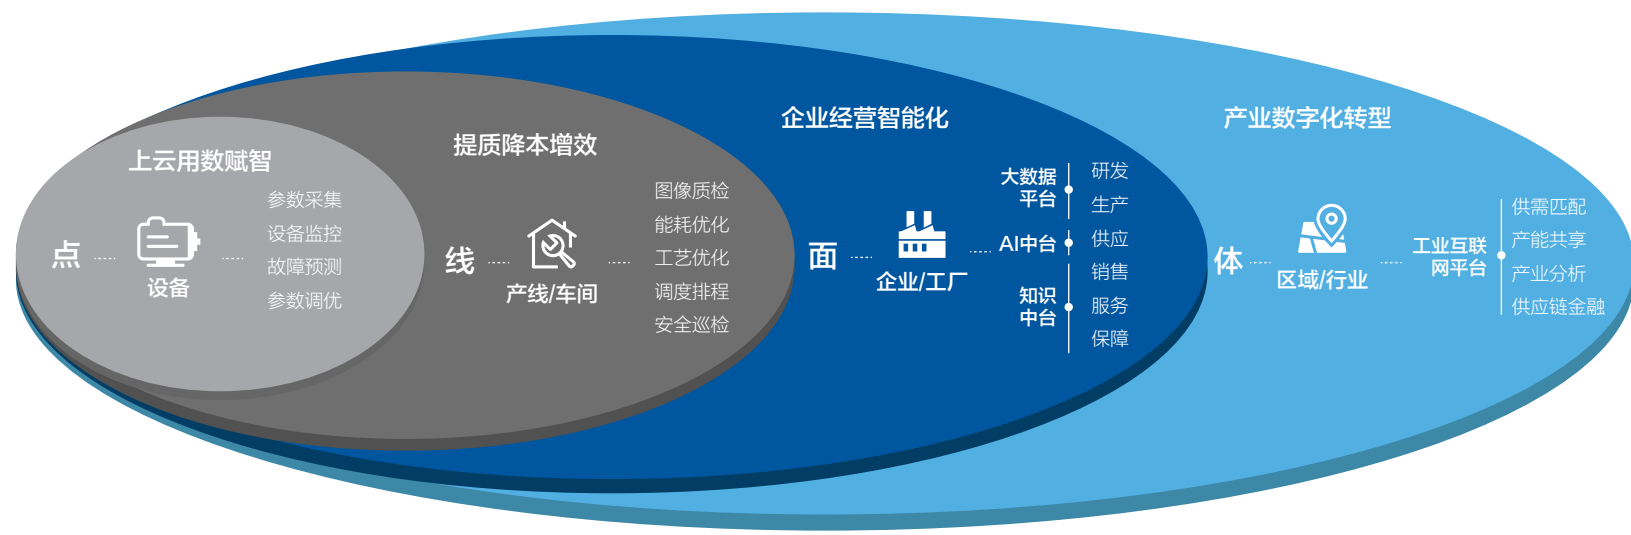 上云用数赋智
点
设备
参数采集
设备监控
故障预测
参数调优
提质降本增效
线
产线/车间
图像质检
能耗优化
工艺优化
调度排程
安全巡检
企业经营智能化
面
企业/工厂
大数据
平台
AI中台
知识
中台
研发
生产
供应
销售
服务
保障
产业数字化转型
体
区域/行业
工业互联
网平台
供需匹配
产能共享
产业分析
供应链金融